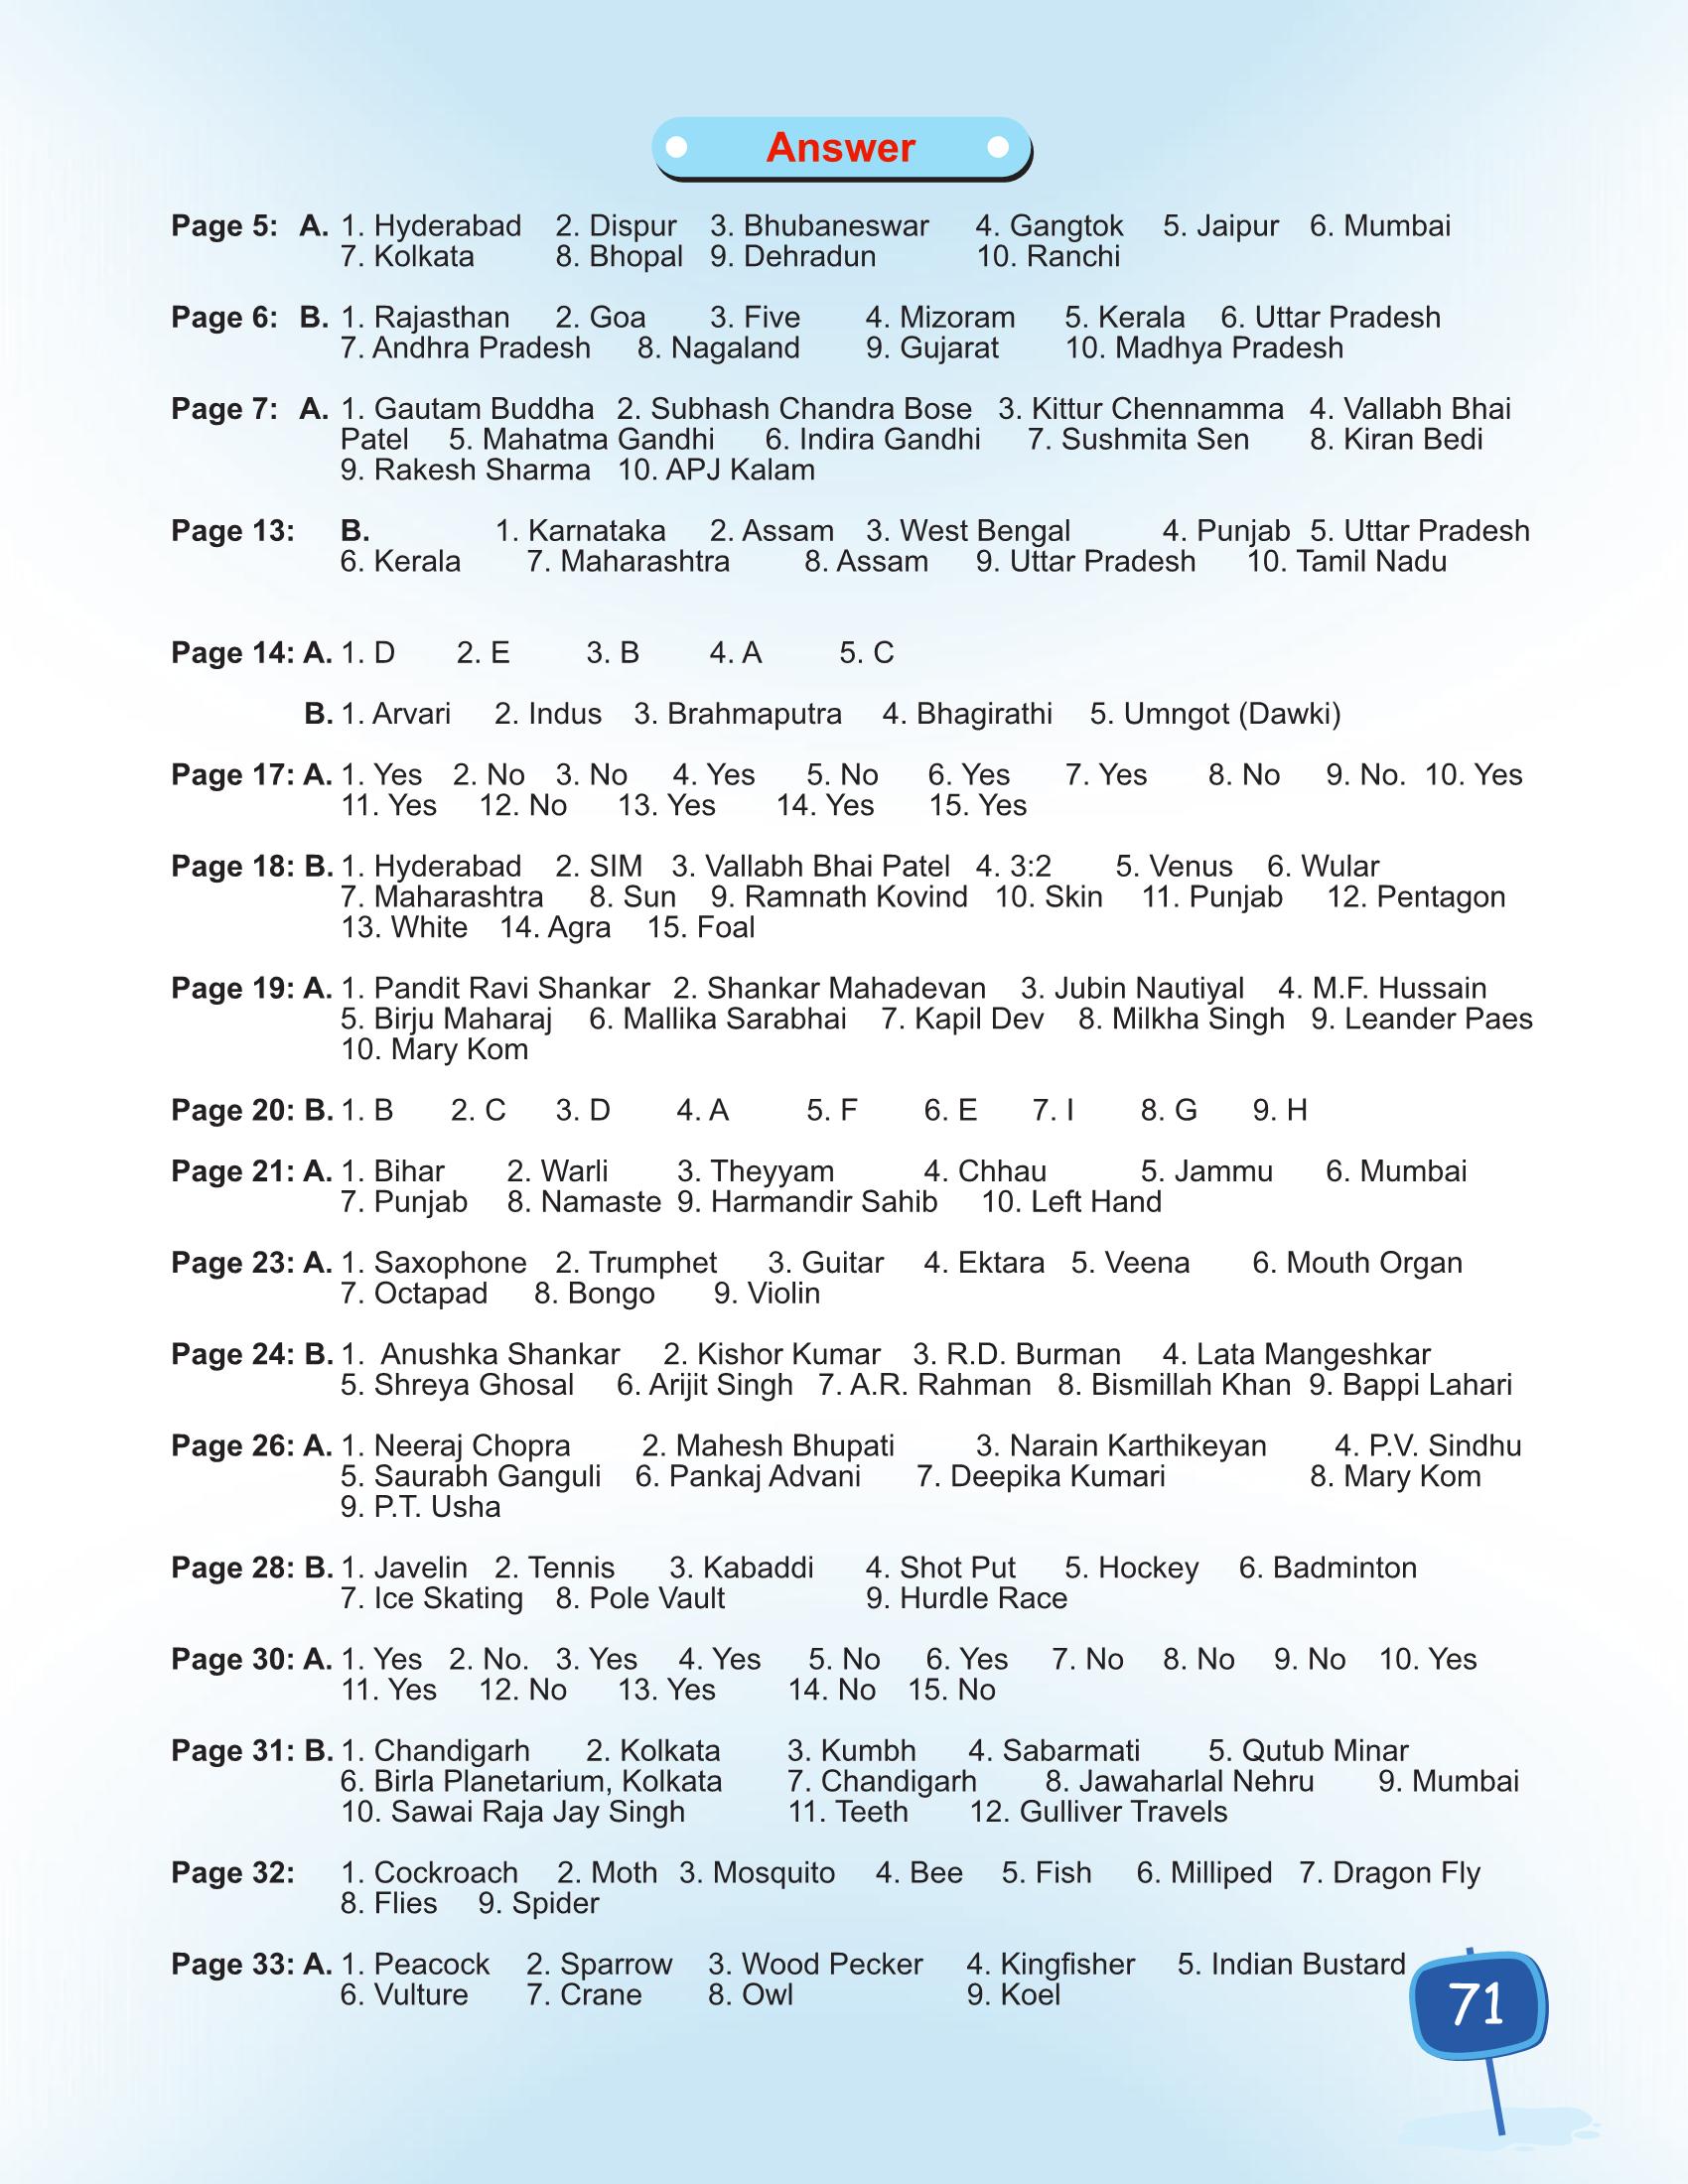 Answer
Page 5: A. 1. Hyderabad 2. Dispur 3. Bhubaneswar 4. Gangtok 5. Jaipur 6. Mumbai
7. Kolkata 8. Bhopal 9. Dehradun 10. Ranchi
Page 6: B. 1. Rajasthan 2. Goa 3. Five 4. Mizoram 5. Kerala 6. Uttar Pradesh
7. Andhra Pradesh 8. Nagaland 9. Gujarat 10. Madhya Pradesh
Page 7: A. 1. Gautam Buddha 2. Subhash Chandra Bose 3. Kittur Chennamma 4. Vallabh Bhai
Patel 5. Mahatma Gandhi 6. Indira Gandhi 7. Sushmita Sen 8. Kiran Bedi
9. Rakesh Sharma 10. APJ Kalam
Page 13: B. 1. Karnataka 2. Assam 3. West Bengal 4. Punjab 5. Uttar Pradesh
6. Kerala 7. Maharashtra 8. Assam 9. Uttar Pradesh 10. Tamil Nadu
Page 14: A. 1. D 2. E 3. B 4. A 5. C
B. 1. Arvari 2. Indus 3. Brahmaputra 4. Bhagirathi 5. Umngot (Dawki)
Page 17: A. 1. Yes 2. No 3. No 4. Yes 5. No 6. Yes 7. Yes 8. No 9. No. 10. Yes
11. Yes 12. No 13. Yes 14. Yes 15. Yes
Page 18: B. 1. Hyderabad 2. SIM 3. Vallabh Bhai Patel 4. 3:2 5. Venus 6. Wular
7. Maharashtra 8. Sun 9. Ramnath Kovind 10. Skin 11. Punjab 12. Pentagon
13. White 14. Agra 15. Foal
Page 19: A. 1. Pandit Ravi Shankar 2. Shankar Mahadevan 3. Jubin Nautiyal 4. M.F. Hussain
5. Birju Maharaj 6. Mallika Sarabhai 7. Kapil Dev 8. Milkha Singh 9. Leander Paes
10. Mary Kom
Page 20: B. 1. B 2. C 3. D 4. A 5. F 6. E 7. I 8. G 9. H
Page 21: A. 1. Bihar 2. Warli 3. Theyyam 4. Chhau 5. Jammu 6. Mumbai
7. Punjab 8. Namaste 9. Harmandir Sahib 10. Left Hand
Page 23: A. 1. Saxophone 2. Trumphet 3. Guitar 4. Ektara 5. Veena 6. Mouth Organ
7. Octapad 8. Bongo 9. Violin
Page 24: B. 1. Anushka Shankar 2. Kishor Kumar 3. R.D. Burman 4. Lata Mangeshkar
5. Shreya Ghosal 6. Arijit Singh 7. A.R. Rahman 8. Bismillah Khan 9. Bappi Lahari
Page 26: A. 1. Neeraj Chopra 2. Mahesh Bhupati 3. Narain Karthikeyan 4. P.V. Sindhu
5. Saurabh Ganguli 6. Pankaj Advani 7. Deepika Kumari 8. Mary Kom
9. P.T. Usha
Page 28: B. 1. Javelin 2. Tennis 3. Kabaddi 4. Shot Put 5. Hockey 6. Badminton
7. Ice Skating 8. Pole Vault 9. Hurdle Race
Page 30: A. 1. Yes 2. No. 3. Yes 4. Yes 5. No 6. Yes 7. No 8. No 9. No 10. Yes
11. Yes 12. No 13. Yes 14. No 15. No
Page 31: B. 1. Chandigarh 2. Kolkata 3. Kumbh 4. Sabarmati 5. Qutub Minar
6. Birla Planetarium, Kolkata 7. Chandigarh 8. Jawaharlal Nehru 9. Mumbai
10. Sawai Raja Jay Singh 11. Teeth 12. Gulliver Travels
Page 32: 1. Cockroach 2. Moth 3. Mosquito 4. Bee 5. Fish 6. Milliped 7. Dragon Fly
8. Flies 9. Spider
Page 33: A. 1. Peacock 2. Sparrow 3. Wood Pecker 4. Kingfisher 5. Indian Bustard
6. Vulture 7. Crane 8. Owl 9. Koel
71